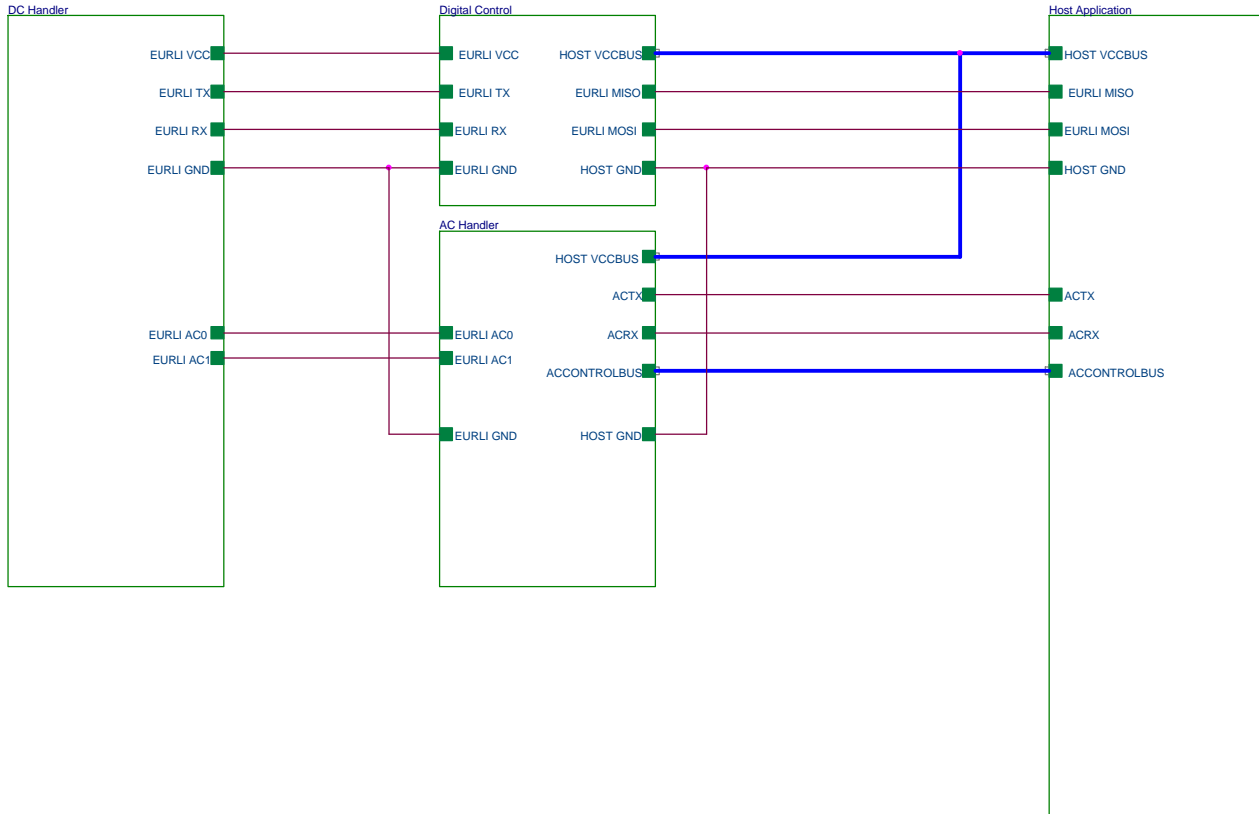 DC Handler
EURLI VCC
EURLI TX
EURLI RX
EURLI GND
EURLI AC0
EURLI AC1
Digital Control
EURLI VCC
HOST VCCBUS
EURLI TX
EURLI MISO
EURLI RX
EURLI MOSI
EURLI GND
HOST GND
AC Handler
HOST VCCBUS
ACTX
EURLI AC0
ACRX
EURLI AC1
ACCONTROLBUS
EURLI GND
HOST GND
Host Application
HOST VCCBUS
EURLI MISO
EURLI MOSI
HOST GND
ACTX
ACRX
ACCONTROLBUS